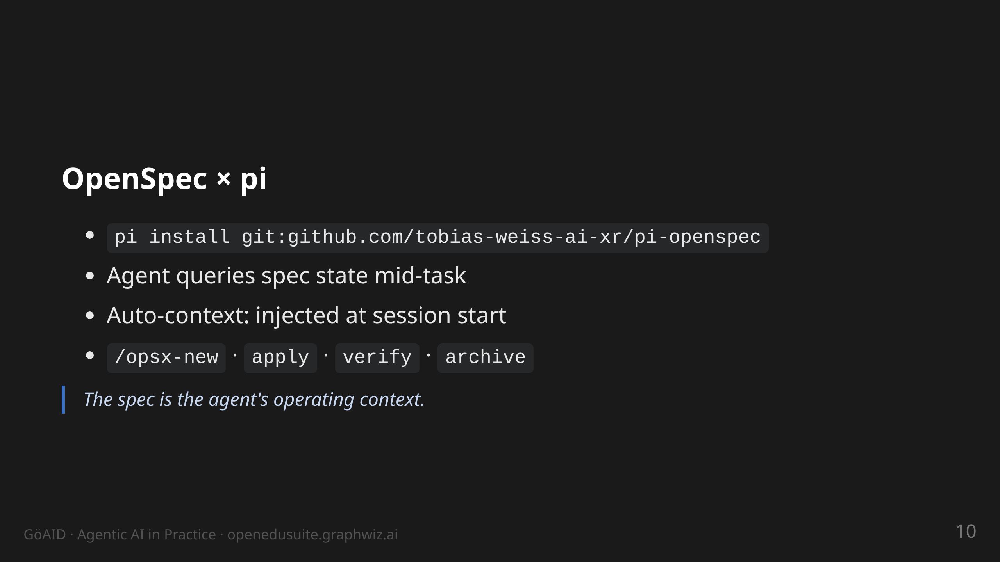 OpenSpec × pi
• pi install git:github.com/tobias-weiss-ai-xr/pi-openspec
• Agent queries spec state mid-task
• Auto-context: injected at session start
• /opsx-new · apply · verify · archive
The spec is the agent's operating context.
GöAID · Agentic AI in Practice · openedusuite.graphwiz.ai
10